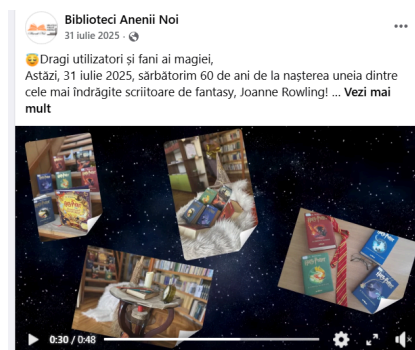 Biblioteci Anenii Noi
31 iulie 2025 ·
😇Dragi utilizatori și fani ai magiei,
Astăzi, 31 iulie 2025, sărbătorim 60 de ani de la nașterea uneia dintre
cele mai îndrăgite scriitoare de fantasy, Joanne Rowling! ... Vezi mai
mult
0:30 / 0:48